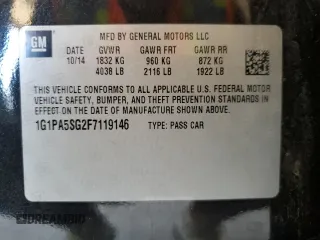 GM
MFD BY GENERAL MOTORS LLC
DATE GVWR GAWR FRT GAWR RR
10/14 1832 KG 960 KG 872 KG
4038 LB 2116 LB 1922 LB
THIS VEHICLE CONFORMS TO ALL APPLICABLE U.S. FEDERAL MOTOR
VEHICLE SAFETY, BUMPER, AND THEFT PREVENTION STANDARDS IN
EFFECT ON THE DATE OF MANUFACTURE SHOWN ABOVE.
1G1PA5SG2F7119146 TYPE: PASS CAR
DREAMBID